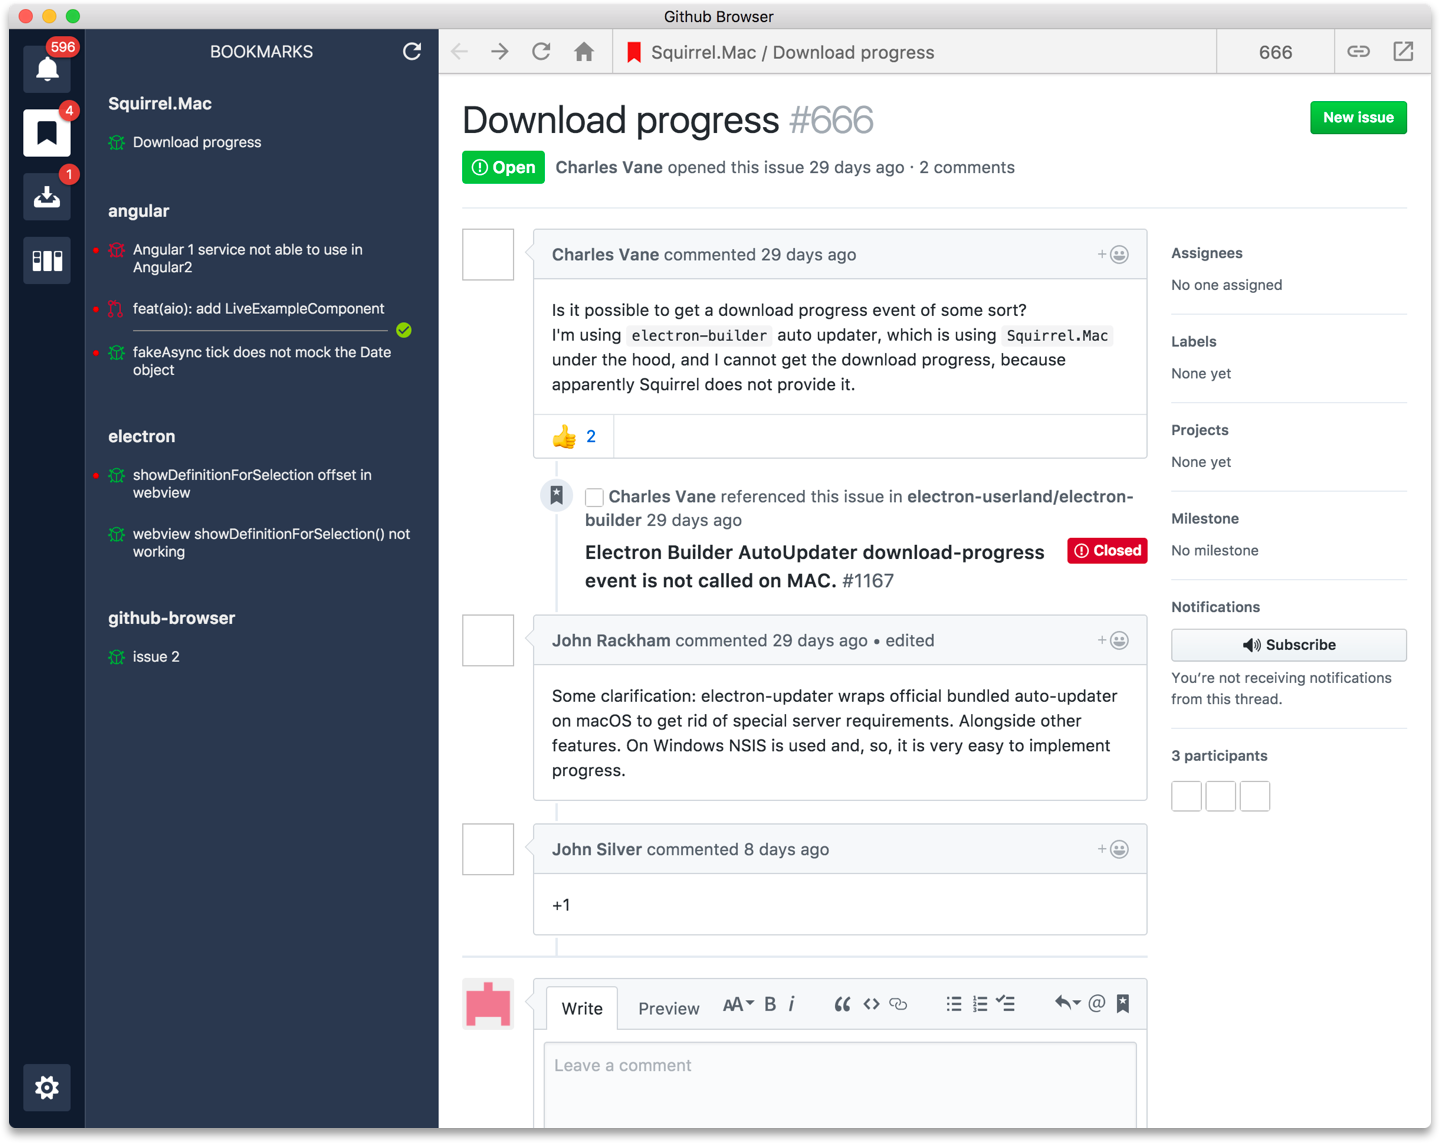 Github Browser
596
4
1
BOOKMARKS
Squirrel.Mac
Download progress
angular
Angular 1 service not able to use in
Angular2
feat(aio): add LiveExampleComponent
fakeAsync tick does not mock the Date
object
electron
showDefinitionForSelection offset in
webview
webview showDefinitionForSelection() not
working
github-browser
issue 2
Squirrel.Mac / Download progress
666
Download progress #666
New issue
Open
Charles Vane opened this issue 29 days ago · 2 comments
Charles Vane commented 29 days ago
+
Is it possible to get a download progress event of some sort?
I'm using electron-builder auto updater, which is using Squirrel.Mac
under the hood, and I cannot get the download progress, because
apparently Squirrel does not provide it.
2
Charles Vane referenced this issue in electron-userland/electron-
builder 29 days ago
Electron Builder AutoUpdater download-progress
event is not called on MAC. #1167
Closed
John Rackham commented 29 days ago • edited
+
Some clarification: electron-updater wraps official bundled auto-updater
on macOS to get rid of special server requirements. Alongside other
features. On Windows NSIS is used and, so, it is very easy to implement
progress.
John Silver commented 8 days ago
+
+1
Write
Preview
AA B i
Leave a comment
Assignees
No one assigned
Labels
None yet
Projects
None yet
Milestone
No milestone
Notifications
Subscribe
You’re not receiving notifications
from this thread.
3 participants